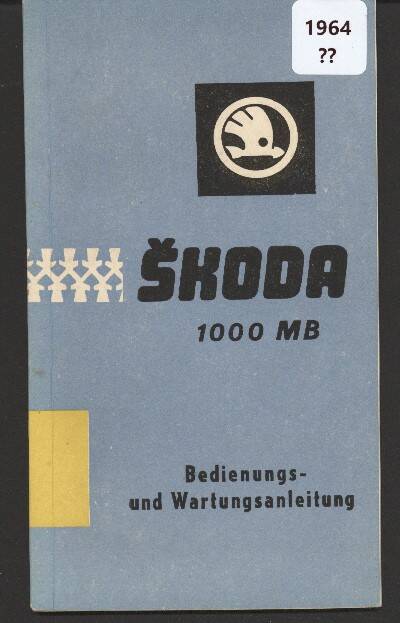 1964
??
ŠKODA
1000 MB
Bedienungs-
und Wartungsanleitung